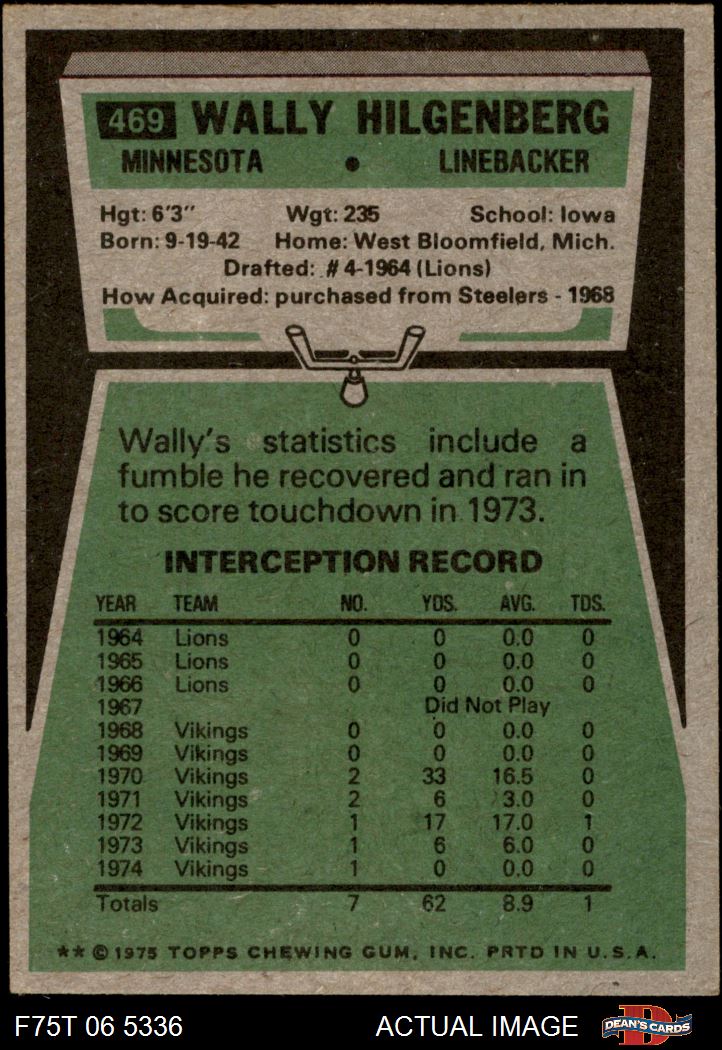 469 WALLY HILGENBERG
MINNESOTA • LINEBACKER
Hgt: 6'3" Wgt: 235 School: Iowa
Born: 9-19-42 Home: West Bloomfield, Mich.
Drafted: #4-1964 (Lions)
How Acquired: purchased from Steelers - 1968
Wally's statistics include a
fumble he recovered and ran in
to score touchdown in 1973.
INTERCEPTION RECORD
YEAR TEAM NO. YDS. AVG. TDS.
1964 Lions 0 0 0.0 0
1965 Lions 0 0 0.0 0
1966 Lions 0 0 0.0 0
1967 Did Not Play
1968 Vikings 0 0 0.0 0
1969 Vikings 0 0 0.0 0
1970 Vikings 2 33 16.5 0
1971 Vikings 2 6 3.0 0
1972 Vikings 1 17 17.0 1
1973 Vikings 1 6 6.0 0
1974 Vikings 1 0 0.0 0
Totals 7 62 8.9 1
** © 1975 TOPPS CHEWING GUM, INC. PRTD IN U.S.A.
F75T 06 5336 ACTUAL IMAGE D DEAN'S CARDS